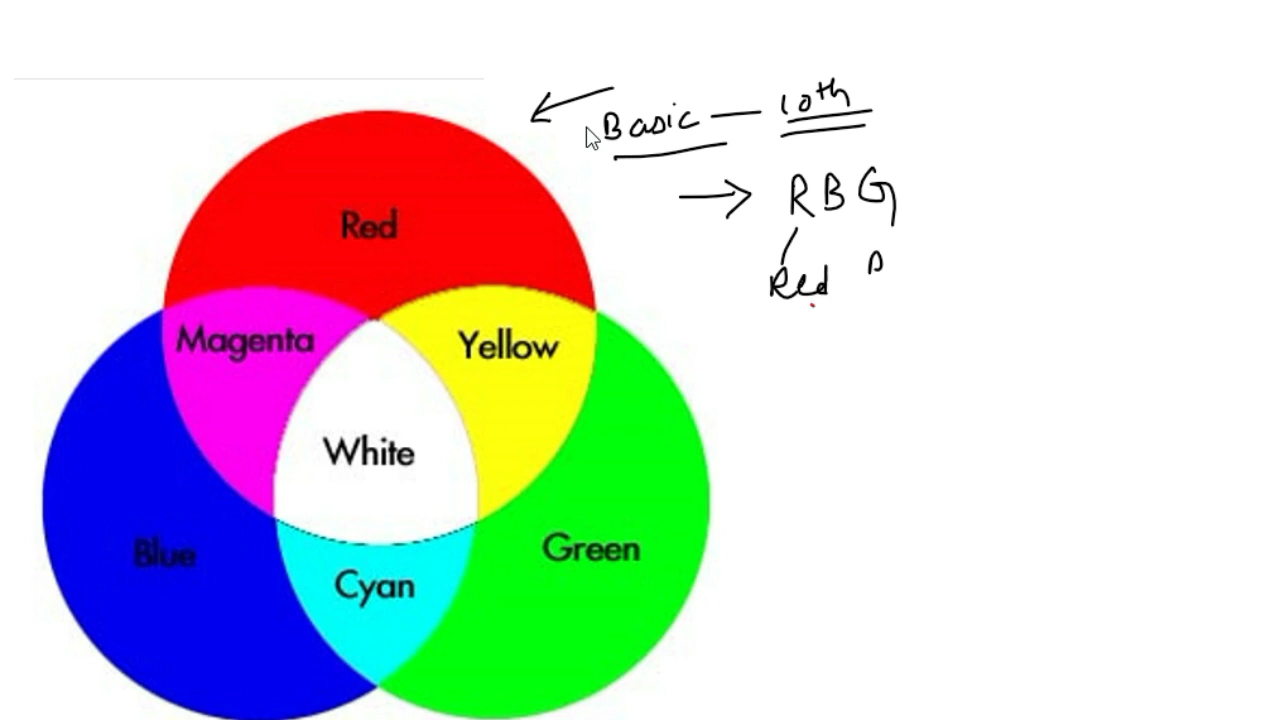 Basic — 10th
→ RBG
Red
Red
Magenta Yellow
White
Blue Green
Cyan